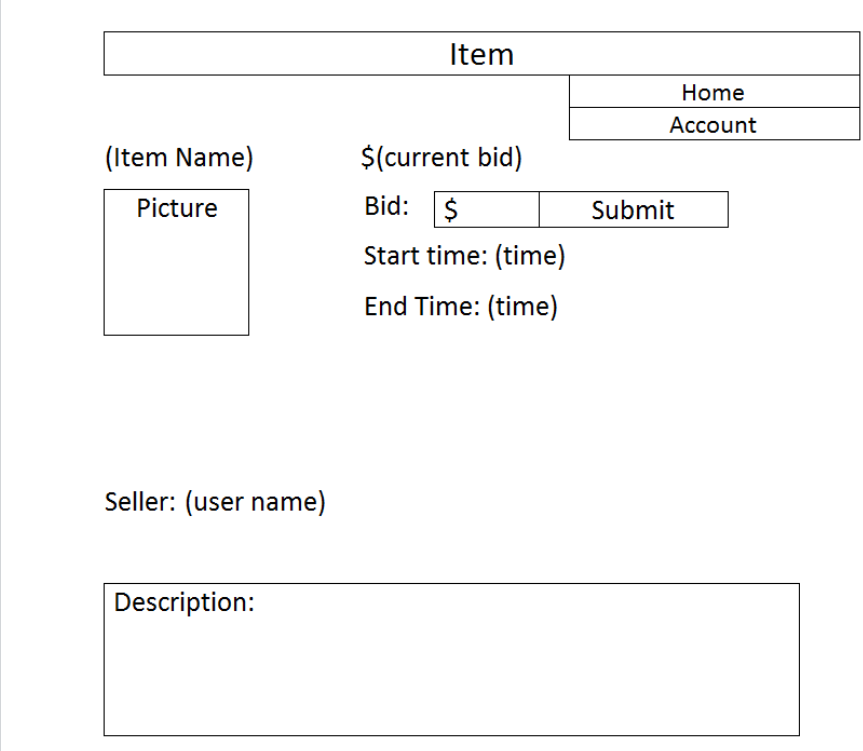 Item
Home
Account
(Item Name)
$(current bid)
Picture
Bid:
$
Submit
Start time: (time)
End Time: (time)
Seller: (user name)
Description: